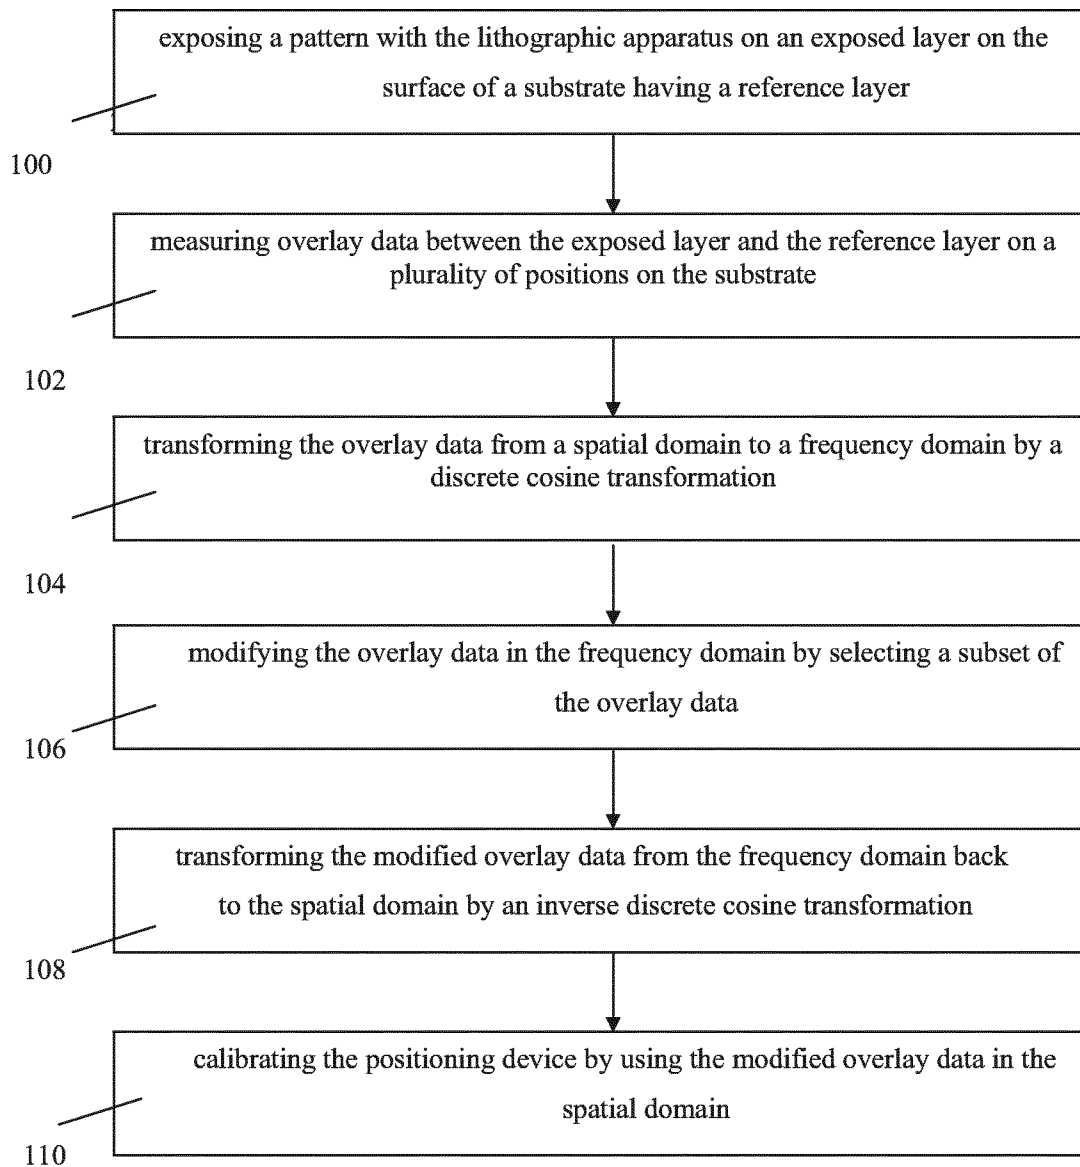 exposing a pattern with the lithographic apparatus on an exposed layer on the
surface of a substrate having a reference layer
100
measuring overlay data between the exposed layer and the reference layer on a
plurality of positions on the substrate
102
transforming the overlay data from a spatial domain to a frequency domain by a
discrete cosine transformation
104
modifying the overlay data in the frequency domain by selecting a subset of
the overlay data
106
transforming the modified overlay data from the frequency domain back
to the spatial domain by an inverse discrete cosine transformation
108
calibrating the positioning device by using the modified overlay data in the
spatial domain
110